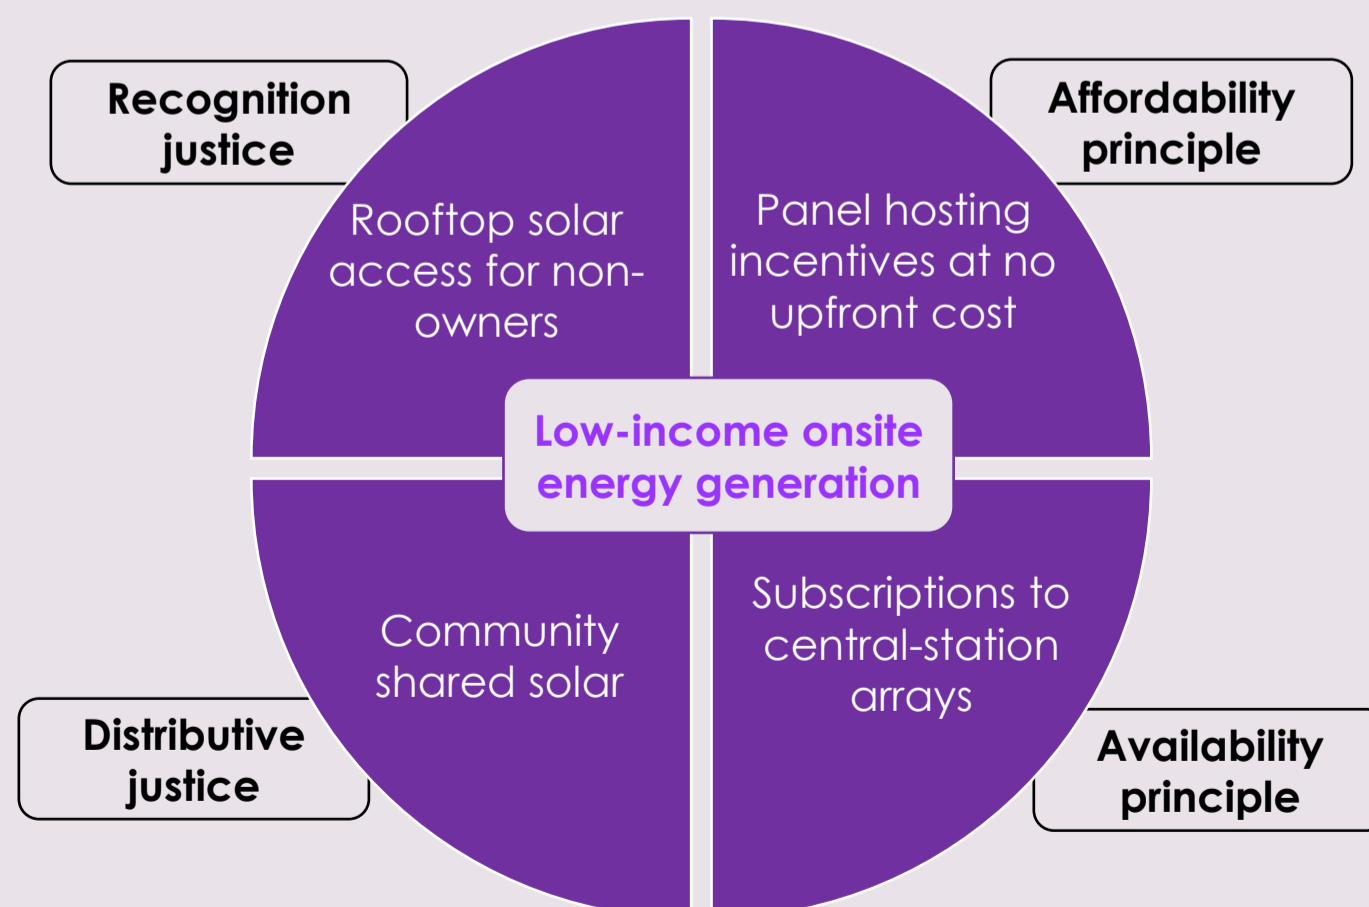 Recognition
justice
Affordability
principle
Rooftop solar
access for non-
owners
Panel hosting
incentives at no
upfront cost
Low-income onsite
energy generation
Community
shared solar
Subscriptions to
central-station
arrays
Distributive
justice
Availability
principle